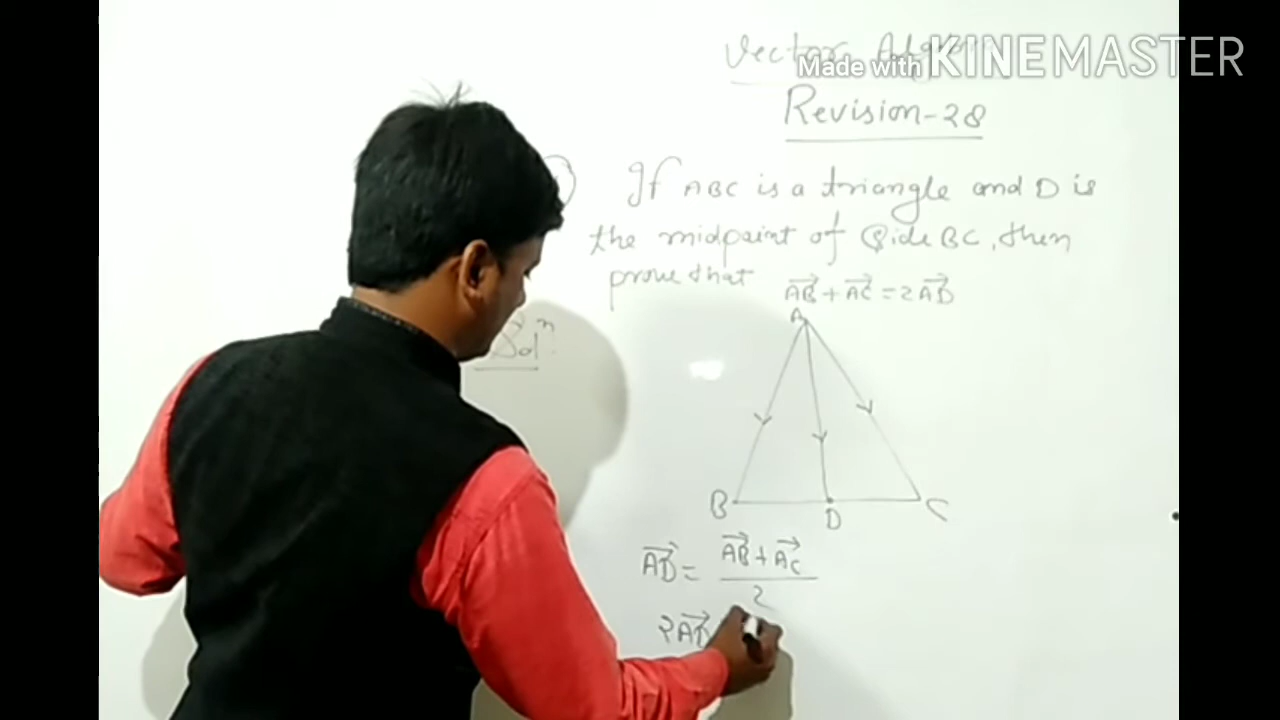 Made with KINEMASTER
Vector
Revision-28
If ABC is a triangle and D is
the midpoint of Side BC, then
prove that
AB→ + AC→ = 2AD→
Solⁿ
A
B
D
C
AD→ = (AB→ + AC→)/2
2AD→